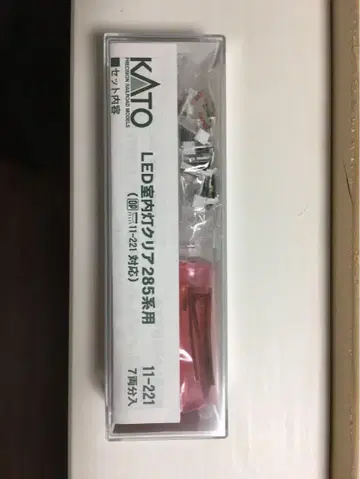 KATO
PRECISION RAILROAD MODELS
■セット内容
LED室内灯クリア285系用
(11-221 対応)
11-221
7両分入